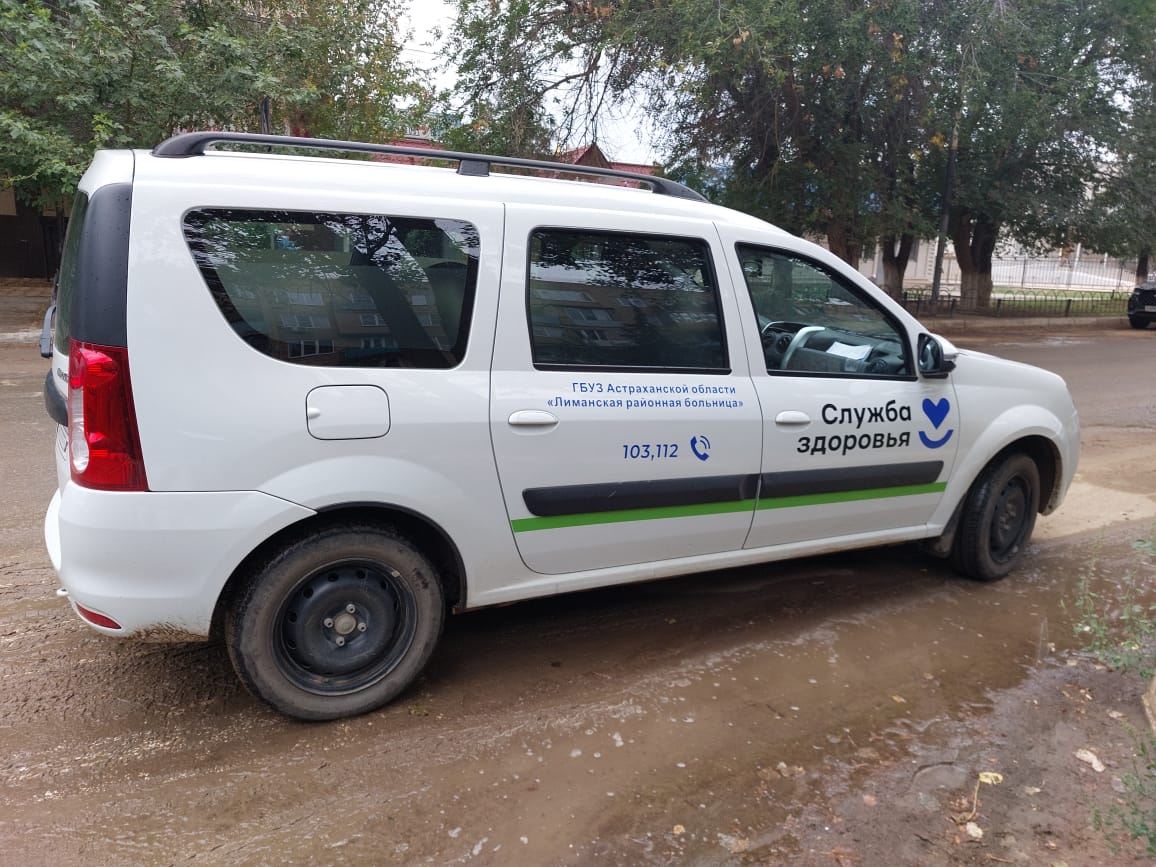 ГБУЗ Астраханской области
«Лиманская районная больница»
103,112
Служба
здоровья